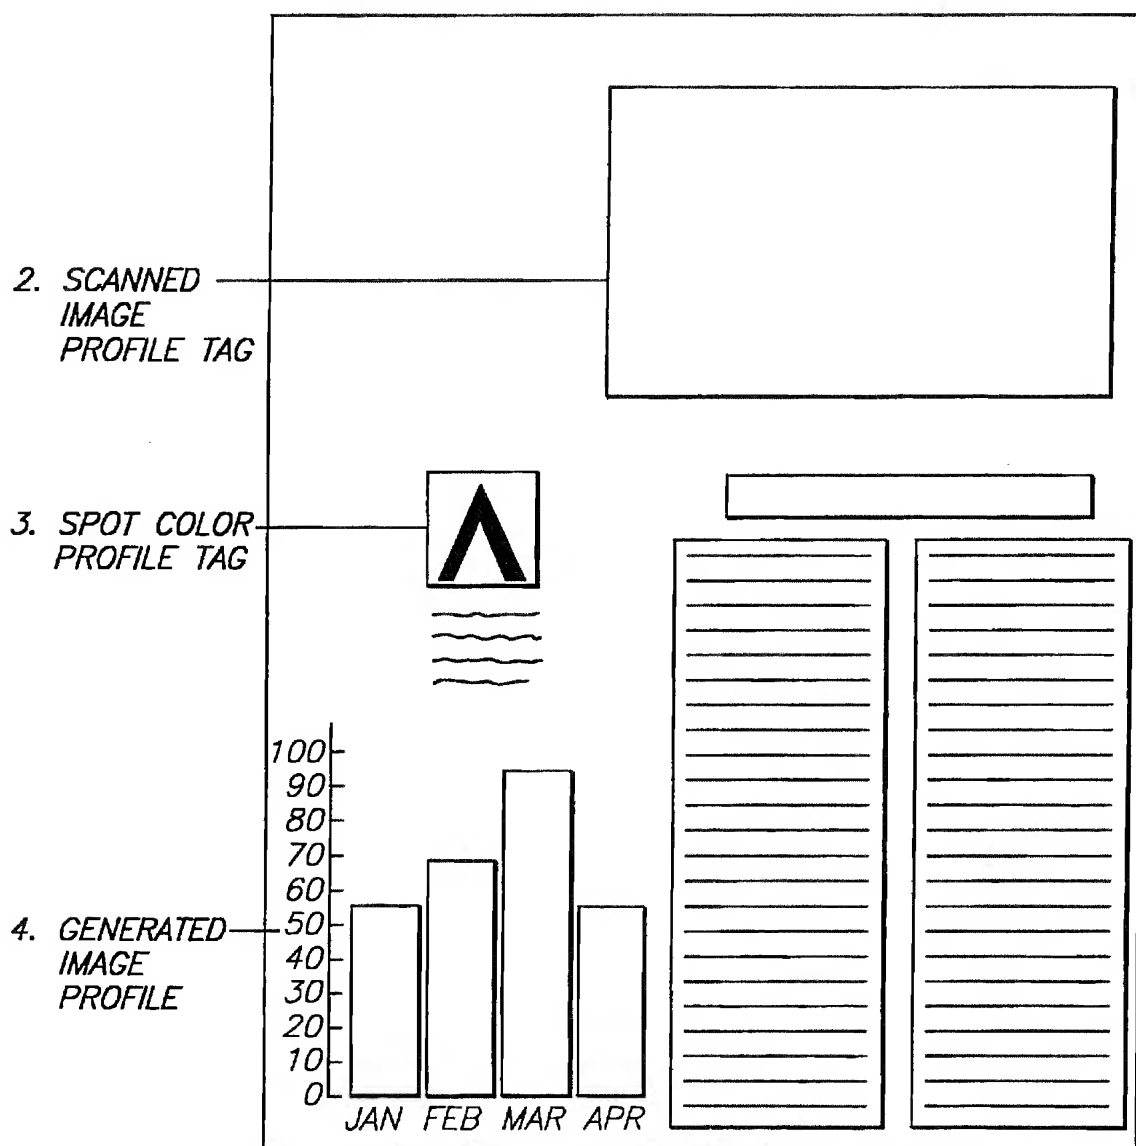 2. SCANNED
IMAGE
PROFILE TAG
3. SPOT COLOR
PROFILE TAG
4. GENERATED
IMAGE
PROFILE
100
90
80
70
60
50
40
30
20
10
0
JAN FEB MAR APR